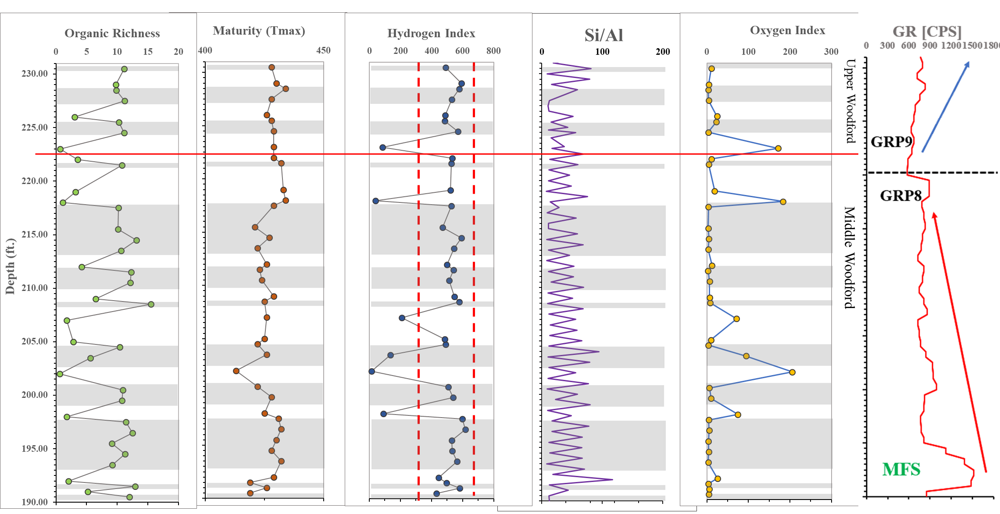 Organic Richness
Maturity (Tmax)
Hydrogen Index
Si/Al
Oxygen Index
GR [CPS]
0 5 10 15 20
400 450
0 200 400 600 800
0 100 200
0 100 200 300
0 300 600 900 1200 1500 1800
Depth (ft.)
230.00
225.00
220.00
215.00
210.00
205.00
200.00
195.00
190.00
Upper Woodford
Middle Woodford
GRP9
GRP8
MFS